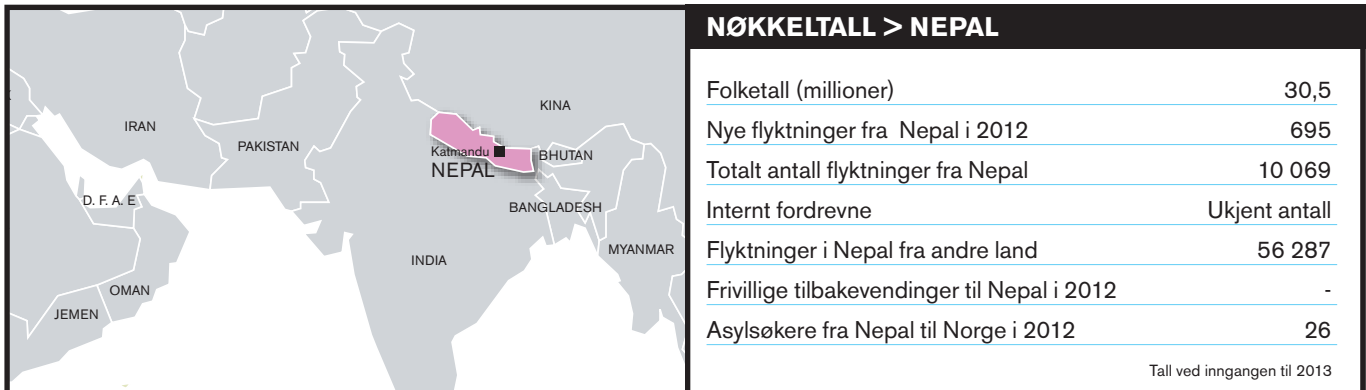 KINA
IRAN
PAKISTAN
Katmandu
BHUTAN
NEPAL
D. F. A. E
BANGLADESH
MYANMAR
INDIA
OMAN
JEMEN
NØKKELTALL > NEPAL
Folketall (millioner) 30,5
Nye flyktninger fra Nepal i 2012 695
Totalt antall flyktninger fra Nepal 10 069
Internt fordrevne Ukjent antall
Flyktninger i Nepal fra andre land 56 287
Frivillige tilbakevendinger til Nepal i 2012 -
Asylsøkere fra Nepal til Norge i 2012 26
Tall ved inngangen til 2013